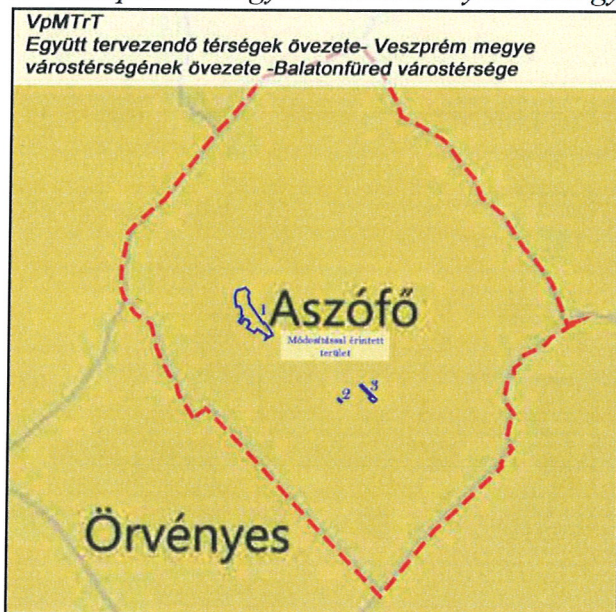 VpMTrT
Együtt tervezendő térségek övezete- Veszprém megye
várostérségének övezete -Balatonfüred várostérsége
1
Aszófő
Módosítással érintett
terület
2
3
Örvényes